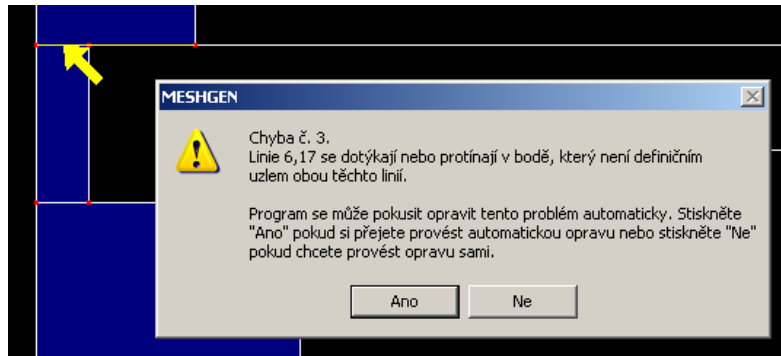 MESHGEN
Chyba č. 3.
Linie 6,17 se dotýkají nebo protínají v bodě, který není definičním
uzlem obou těchto linií.
Program se může pokusit opravit tento problém automaticky. Stiskněte
"Ano" pokud si přejete provést automatickou opravu nebo stiskněte "Ne"
pokud chcete provést opravu sami.
Ano
Ne